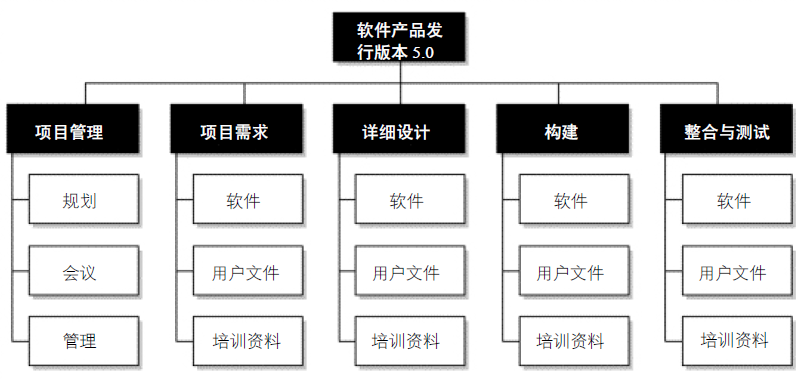 软件产品发
行版本 5.0
项目管理
项目需求
详细设计
构建
整合与测试
规划
软件
软件
软件
软件
会议
用户文件
用户文件
用户文件
用户文件
管理
培训资料
培训资料
培训资料
培训资料